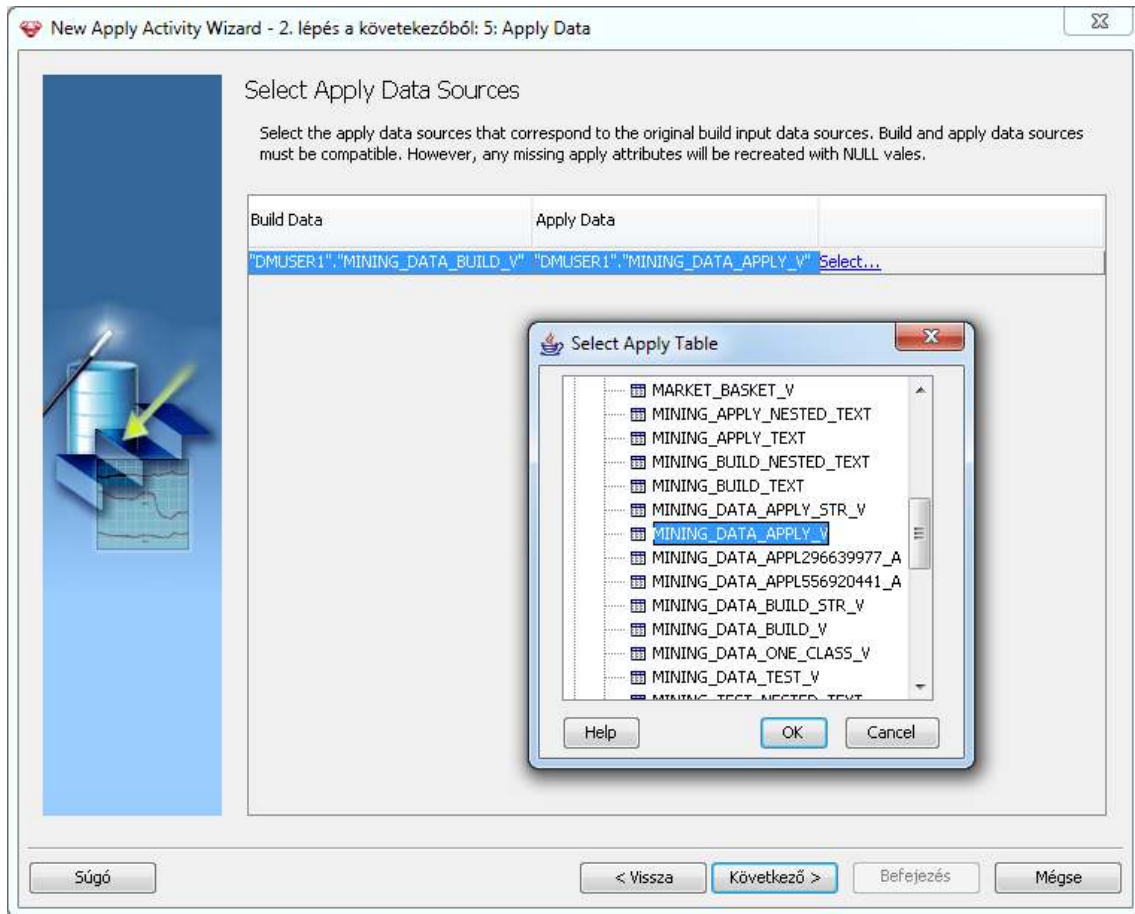 New Apply Activity Wizard - 2. lépés a követekezőból: 5: Apply Data
Select Apply Data Sources
Select the apply data sources that correspond to the original build input data sources. Build and apply data sources
must be compatible. However, any missing apply attributes will be recreated with NULL vales.
Build Data Apply Data
"DMUSER1"."MINING_DATA_BUILD_V" "DMUSER1"."MINING_DATA_APPLY_V" Select...
Select Apply Table
MARKET_BASKET_V
MINING_APPLY_NESTED_TEXT
MINING_APPLY_TEXT
MINING_BUILD_NESTED_TEXT
MINING_BUILD_TEXT
MINING_DATA_APPLY_STR_V
MINING_DATA_APPLY_V
MINING_DATA_APPL296639977_A
MINING_DATA_APPL556920441_A
MINING_DATA_BUILD_STR_V
MINING_DATA_BUILD_V
MINING_DATA_ONE_CLASS_V
MINING_DATA_TEST_V
MINING_TEST_NESTED_TEXT
Help OK Cancel
Súgó < Vissza Következő > Befejezés Mégse